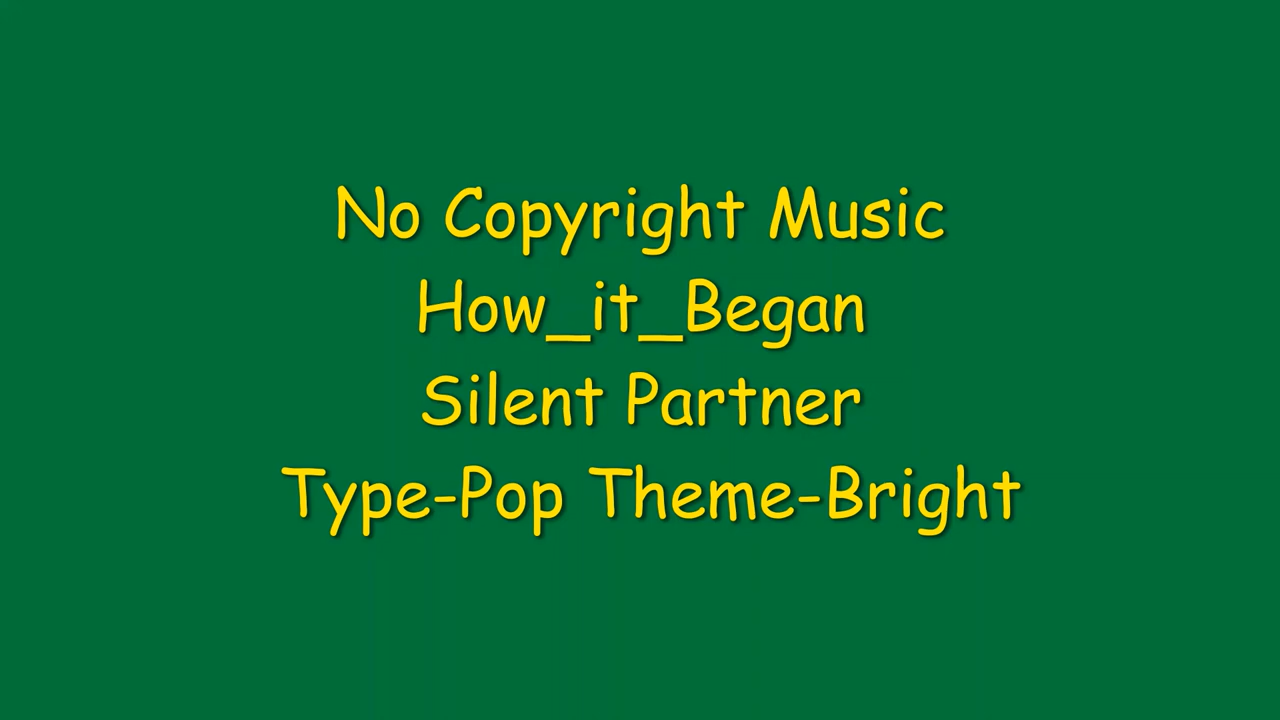 No Copyright Music
How_it_Began
Silent Partner
Type-Pop Theme-Bright